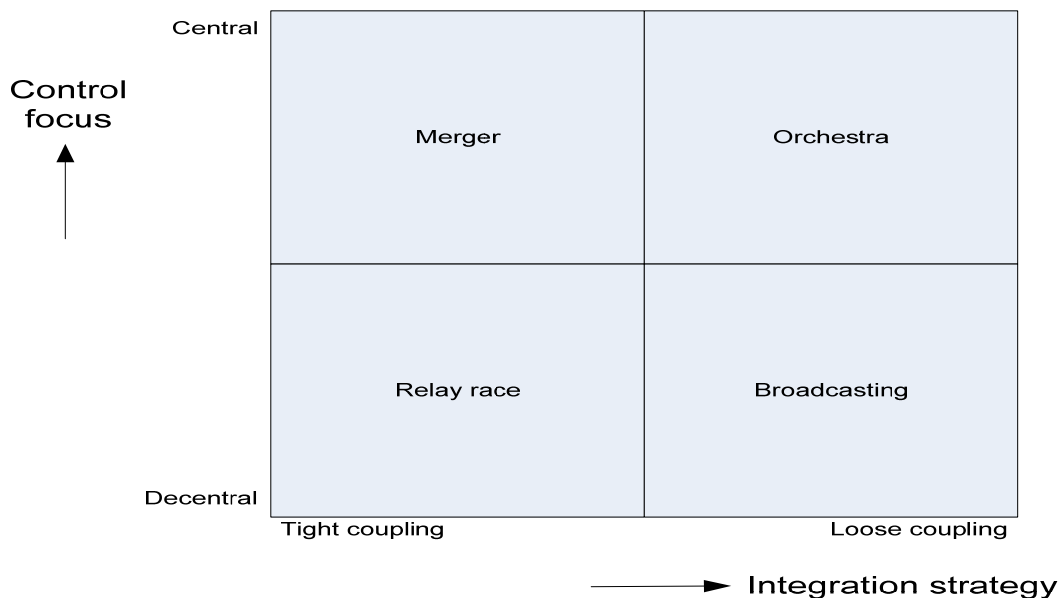 Central
Control
focus
Merger
Orchestra
Relay race
Broadcasting
Decentral
Tight coupling
Loose coupling
Integration strategy